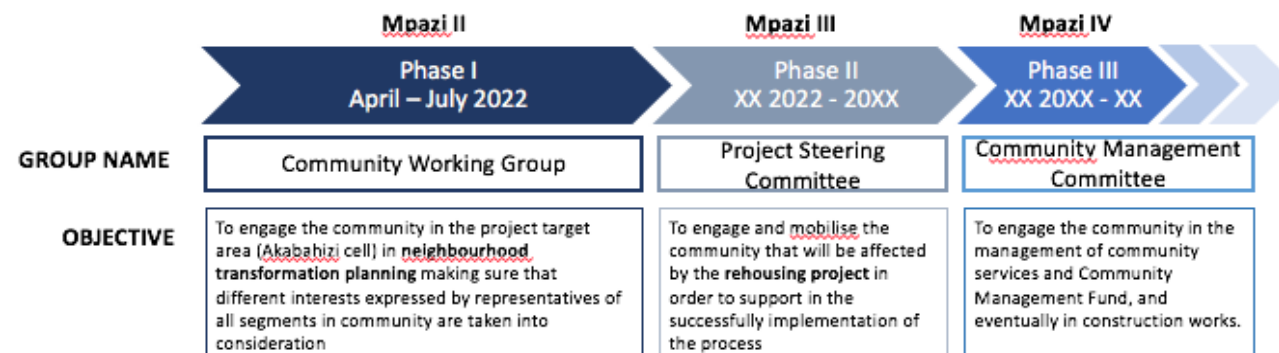 Mpazi II
Mpazi III
Mpazi IV
Phase I
April – July 2022
Phase II
XX 2022 - 20XX
Phase III
XX 20XX - XX
GROUP NAME
Community Working Group
Project Steering
Committee
Community Management
Committee
OBJECTIVE
To engage the community in the project target
area (Akabahizi cell) in neighbourhood
transformation planning making sure that
different interests expressed by representatives of
all segments in community are taken into
consideration
To engage and mobilise the
community that will be affected
by the rehousing project in
order to support in the
successfully implementation of
the process
To engage the community in the
management of community
services and Community
Management Fund, and
eventually in construction works.